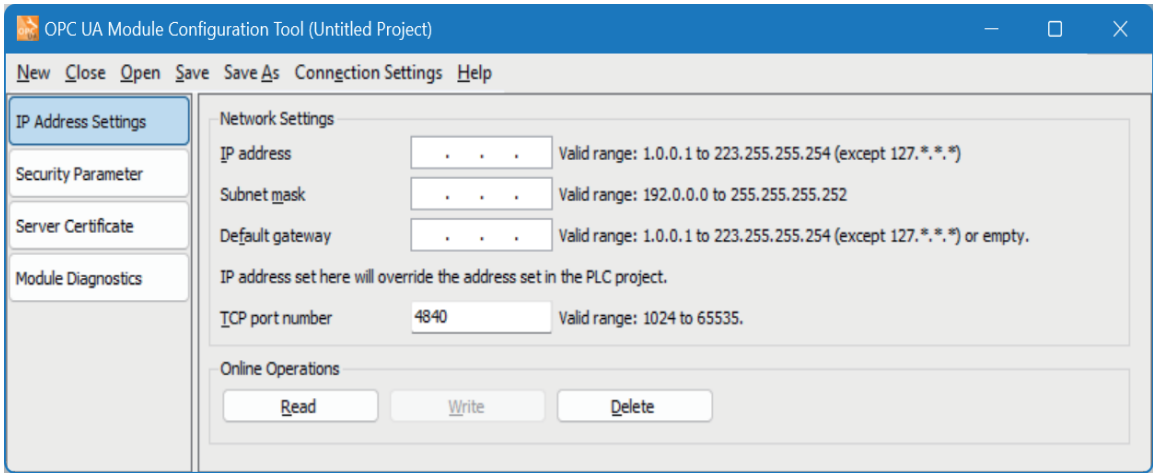 OPC UA Module Configuration Tool (Untitled Project)
New Close Open Save Save As Connection Settings Help
IP Address Settings
Security Parameter
Server Certificate
Module Diagnostics
Network Settings
IP address . . . Valid range: 1.0.0.1 to 223.255.255.254 (except 127.*.*.*)
Subnet mask . . . Valid range: 192.0.0.0 to 255.255.255.252
Default gateway . . . Valid range: 1.0.0.1 to 223.255.255.254 (except 127.*.*.*) or empty.
IP address set here will override the address set in the PLC project.
TCP port number 4840 Valid range: 1024 to 65535.
Online Operations
Read Write Delete